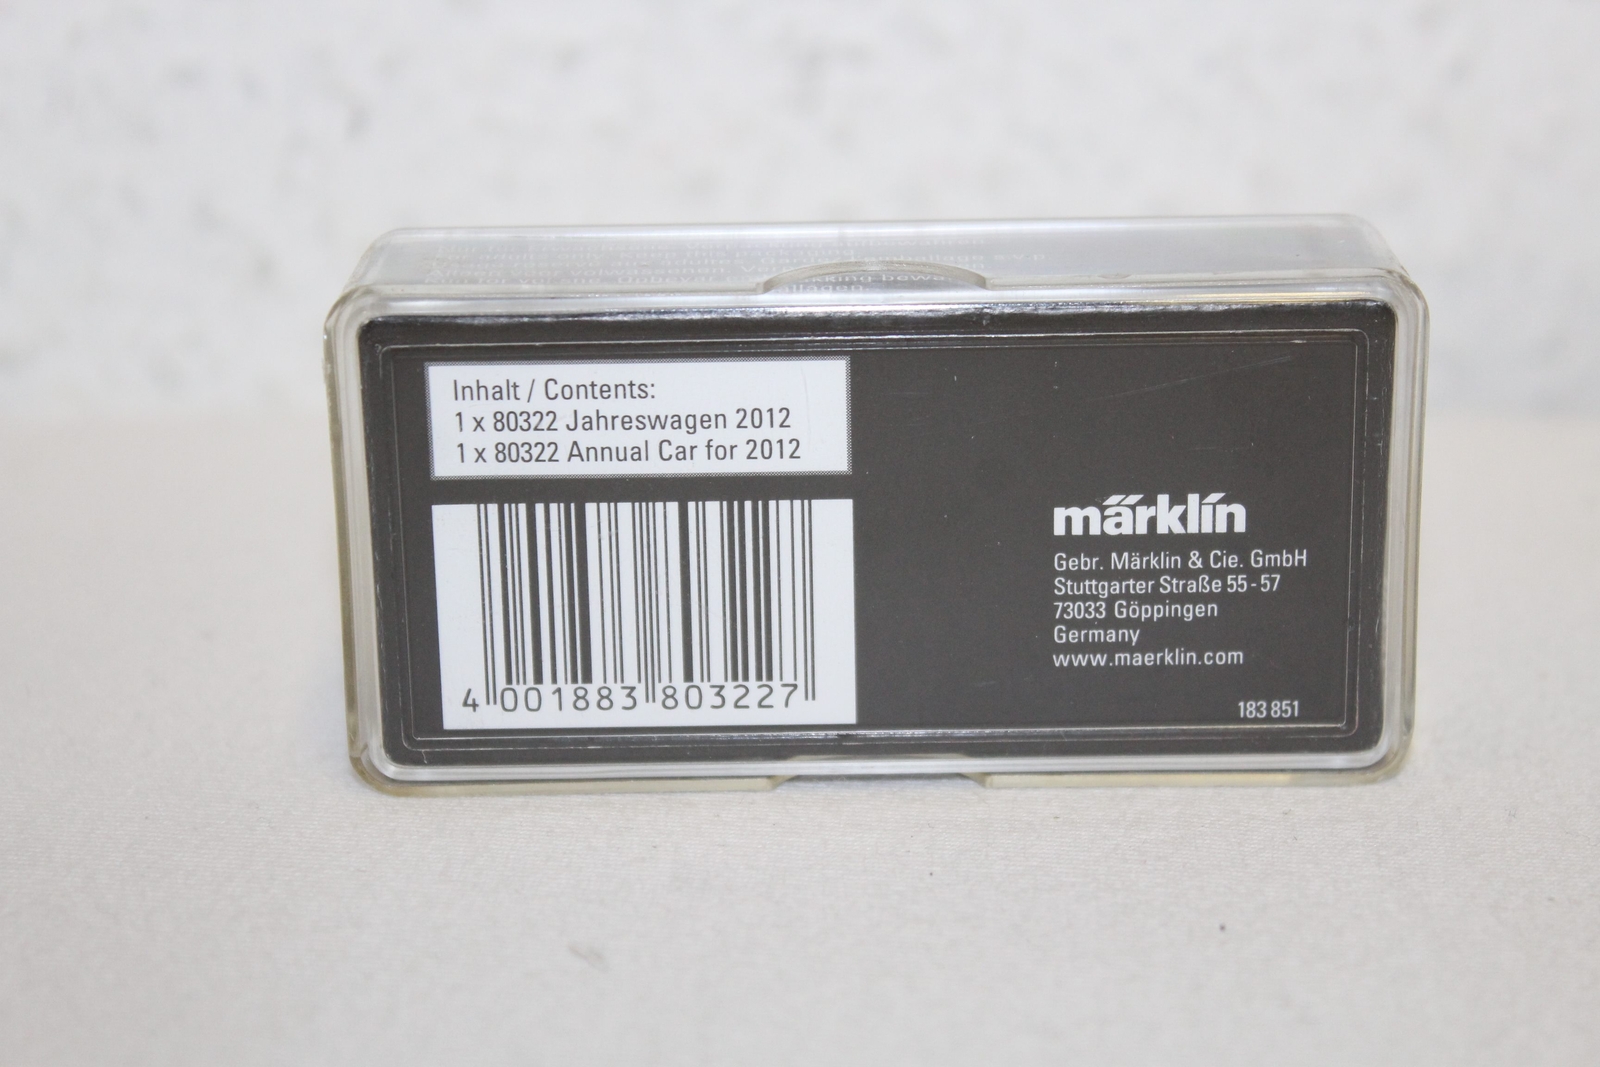 Inhalt / Contents:
1 x 80322 Jahreswagen 2012
1 x 80322 Annual Car for 2012
4 001883 803227
märklin
Gebr. Märklin & Cie. GmbH
Stuttgarter Straße 55-57
73033 Göppingen
Germany
www.maerklin.com
183 851